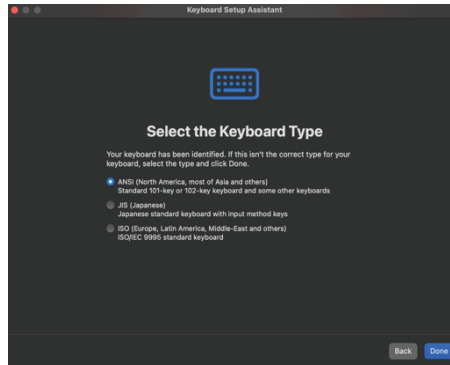 Keyboard Setup Assistant
Select the Keyboard Type
Your keyboard has been identified. If this isn't the correct type for your
keyboard, select the type and click Done.
ANSI (North America, most of Asia and others)
Standard 101-key or 102-key keyboard and some other keyboards
JIS (Japanese)
Japanese standard keyboard with input method keys
ISO (Europe, Latin America, Middle-East and others)
ISO/IEC 9995 standard keyboard
Back Done